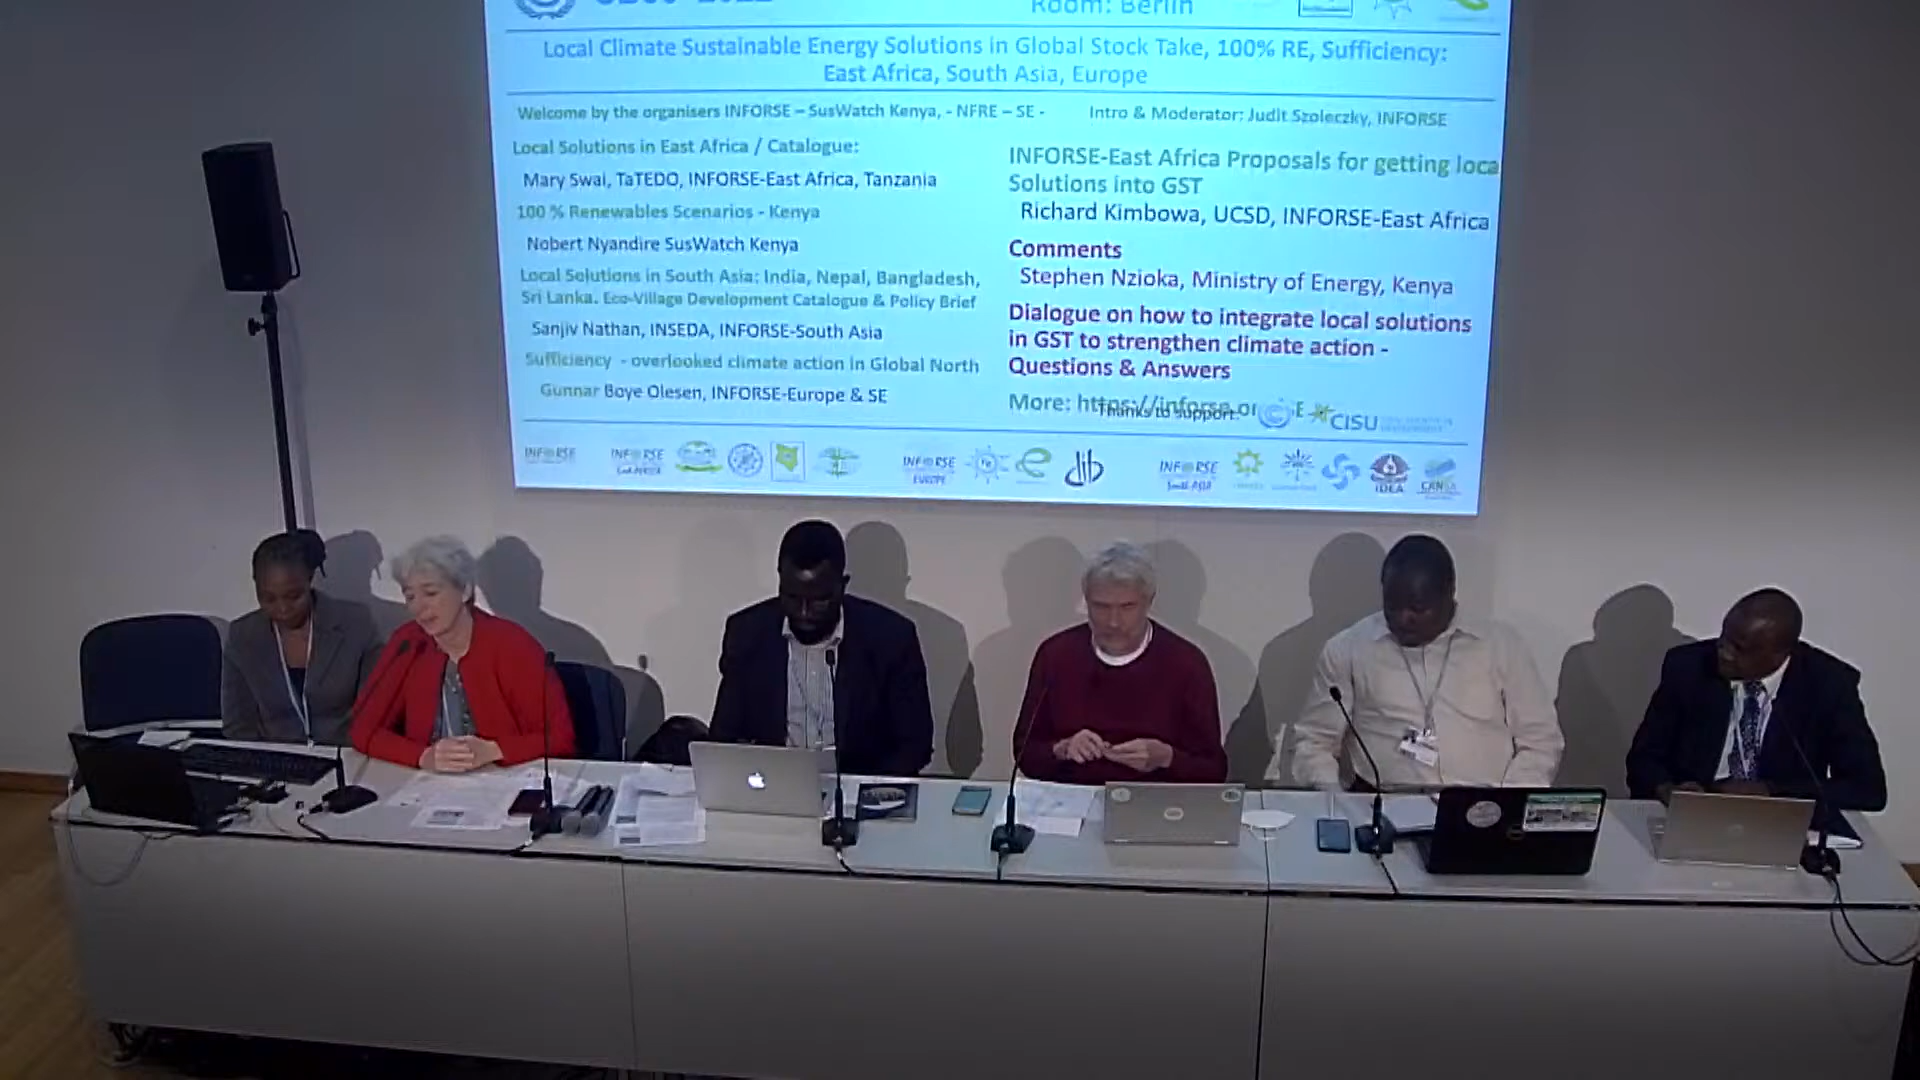 Room: Berlin
Local Climate Sustainable Energy Solutions in Global Stock Take, 100% RE, Sufficiency:
East Africa, South Asia, Europe
Welcome by the organisers INFORSE – SusWatch Kenya, - NFRE – SE -
Intro & Moderator: Judit Szoleczky, INFORSE
Local Solutions in East Africa / Catalogue:
Mary Swai, TaTEDO, INFORSE-East Africa, Tanzania
100 % Renewables Scenarios - Kenya
Nobert Nyandire SusWatch Kenya
Local Solutions in South Asia: India, Nepal, Bangladesh,
Sri Lanka. Eco-Village Development Catalogue & Policy Brief
Sanjiv Nathan, INSEDA, INFORSE-South Asia
Sufficiency - overlooked climate action in Global North
Gunnar Boye Olesen, INFORSE-Europe & SE
INFORSE-East Africa Proposals for getting loca
Solutions into GST
Richard Kimbowa, UCSD, INFORSE-East Africa
Comments
Stephen Nzioka, Ministry of Energy, Kenya
Dialogue on how to integrate local solutions
in GST to strengthen climate action -
Questions & Answers
More: https://inforse.or
Thanks to support:
CISU
INFORSE
INFORSE
East AFRICA
INFORSE
EUROPE
dib
INFORSE
South ASIA
IDEA
CANSA